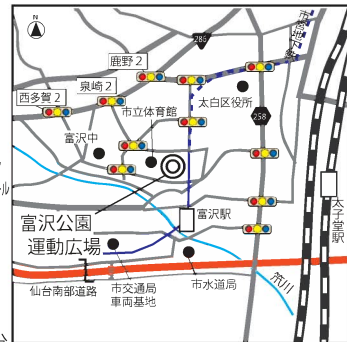 286
鹿野2
泉崎2
西多賀2
市立体育館
太白区役所
258
富沢中
富沢公園
運動広場
富沢駅
太子堂駅
仙台南部道路
市交通局
車両基地
市水道局
笊川